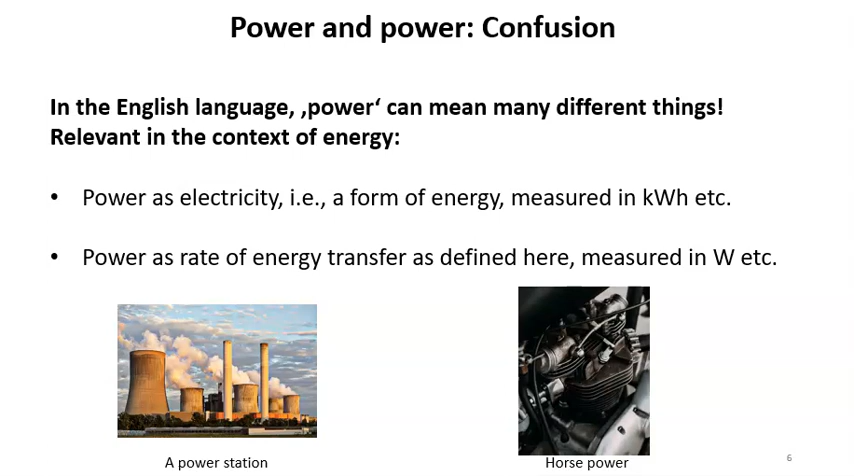 Power and power: Confusion
In the English language, ‚power‘ can mean many different things!
Relevant in the context of energy:
• Power as electricity, i.e., a form of energy, measured in kWh etc.
• Power as rate of energy transfer as defined here, measured in W etc.
A power station
Horse power
6